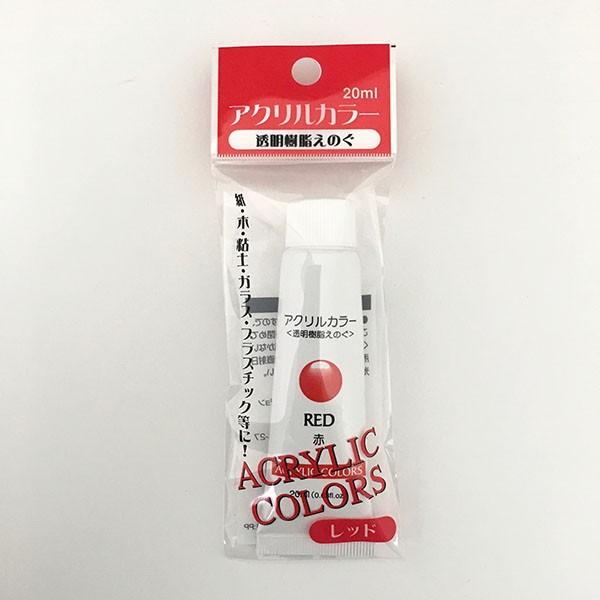 20ml
アクリルカラー
透明樹脂えのぐ
紙・木・粘土・ガラス・プラスチック等に!
アクリルカラー
<透明樹脂えのぐ>
RED
赤
ACRYLIC COLORS
ACRYLIC
COLORS
レッド